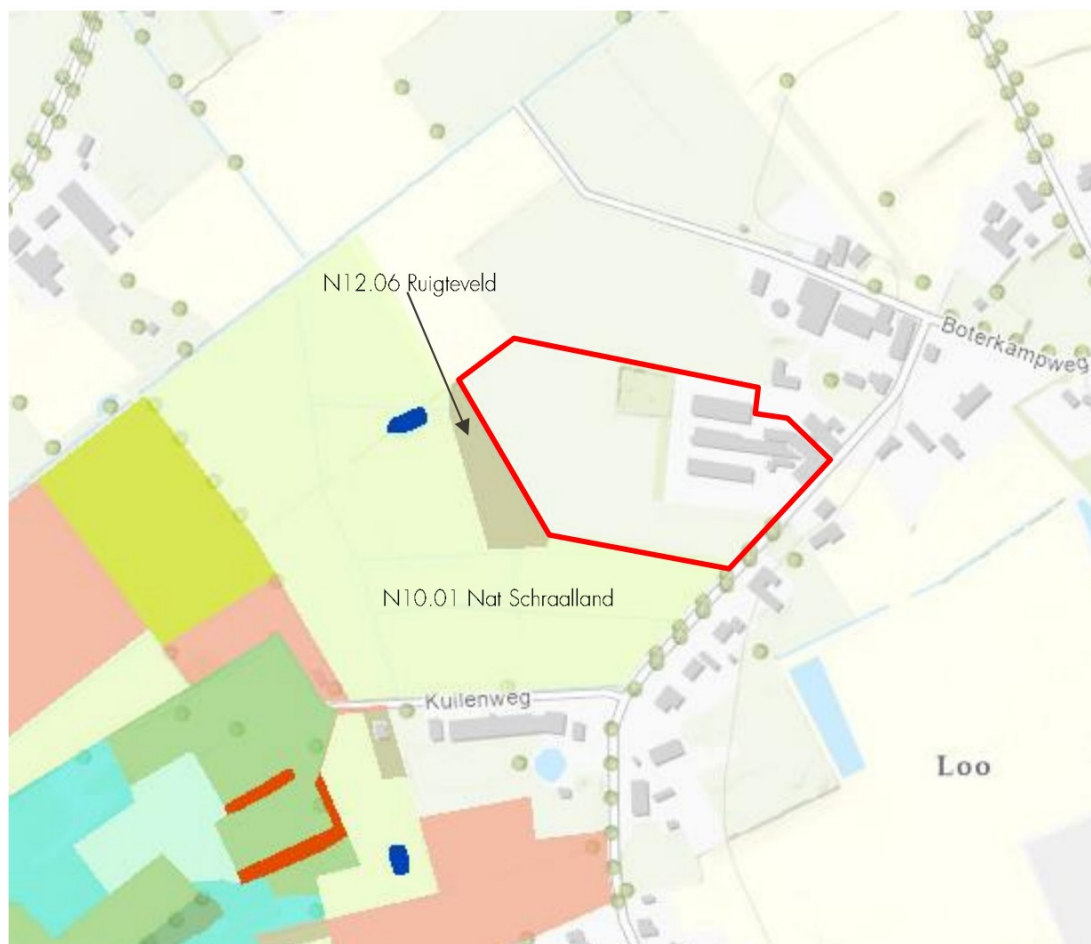 N12.06 Ruigteveld
Boterkampweg
N10.01 Nat Schraalland
Kuilenweg
Loo